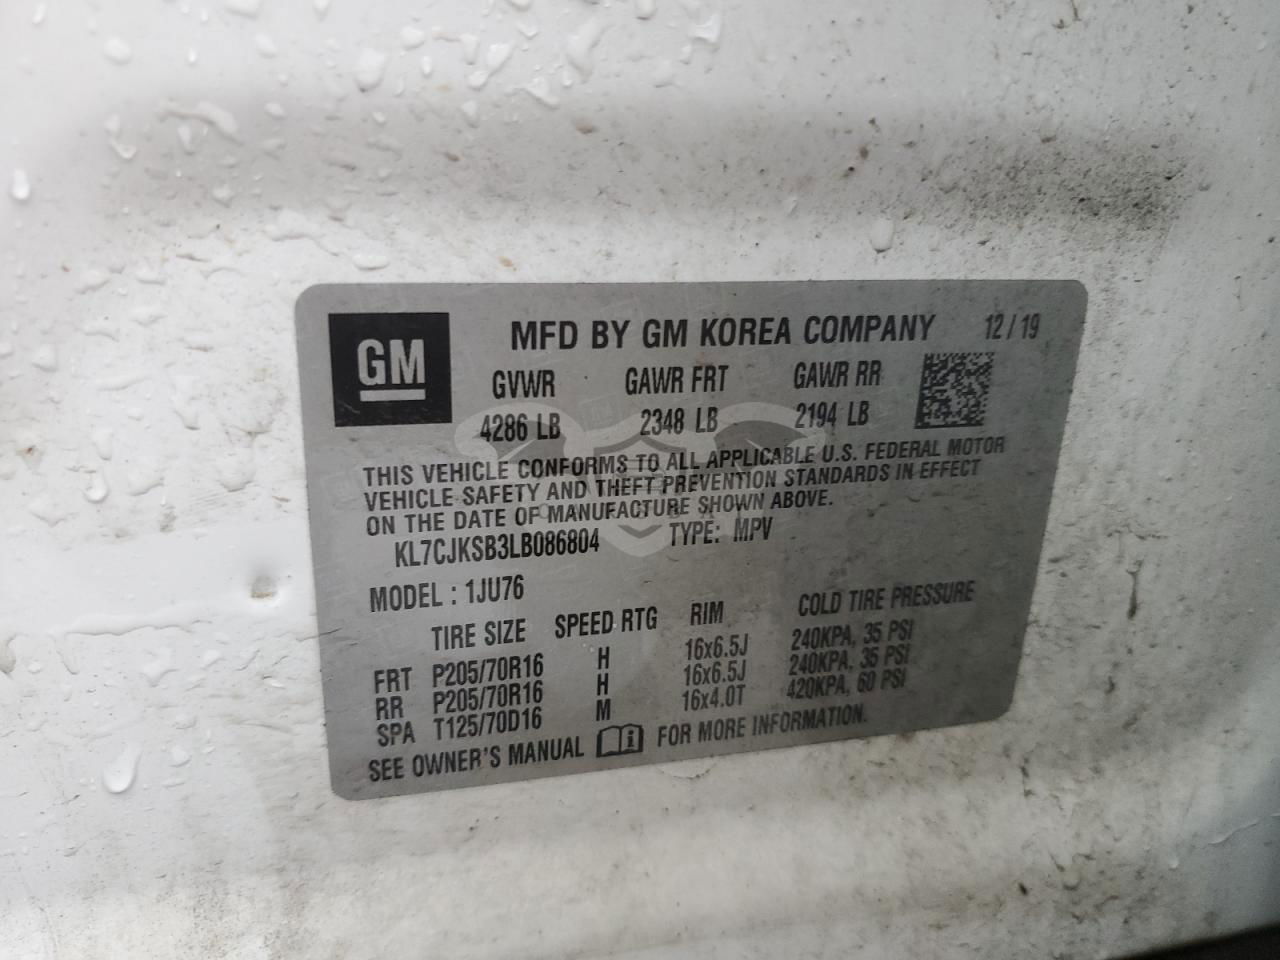 GM
MFD BY GM KOREA COMPANY 12/19
GVWR GAWR FRT GAWR RR
4286 LB 2348 LB 2194 LB
THIS VEHICLE CONFORMS TO ALL APPLICABLE U.S. FEDERAL MOTOR
VEHICLE SAFETY AND THEFT PREVENTION STANDARDS IN EFFECT
ON THE DATE OF MANUFACTURE SHOWN ABOVE.
KL7CJKSB3LB086804 TYPE: MPV
MODEL : 1JU76
TIRE SIZE SPEED RTG RIM COLD TIRE PRESSURE
FRT P205/70R16 H 16x6.5J 240KPA, 35 PSI
RR P205/70R16 H 16x6.5J 240KPA, 35 PSI
SPA T125/70D16 M 16x4.0T 420KPA, 60 PSI
SEE OWNER'S MANUAL FOR MORE INFORMATION.